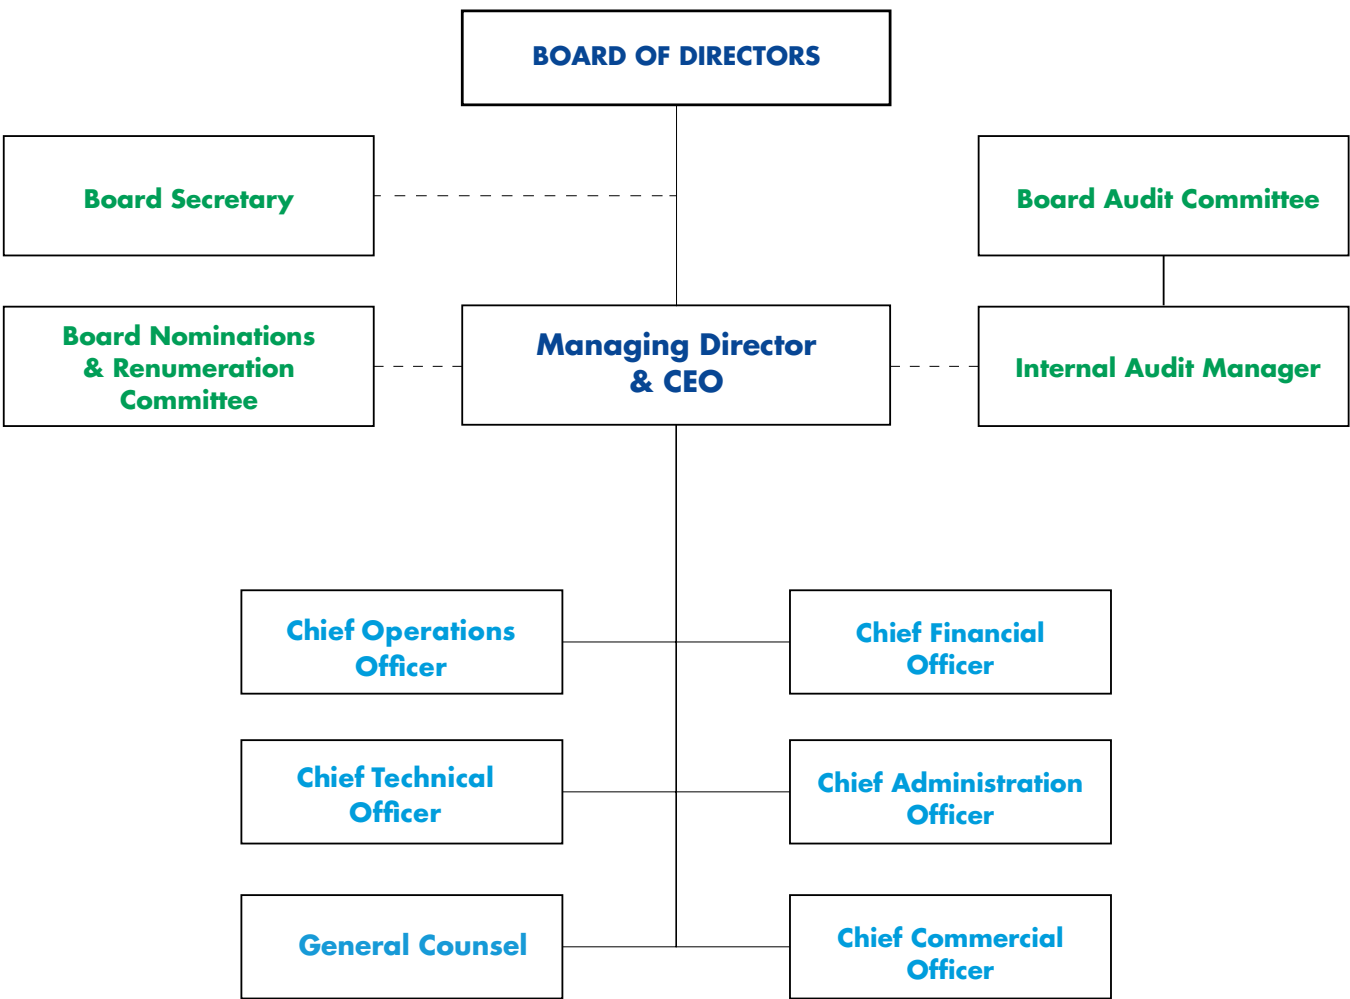 BOARD OF DIRECTORS
Board Secretary
Board Audit Committee
Board Nominations
& Renumeration
Committee
Managing Director
& CEO
Internal Audit Manager
Chief Operations
Officer
Chief Financial
Officer
Chief Technical
Officer
Chief Administration
Officer
General Counsel
Chief Commercial
Officer